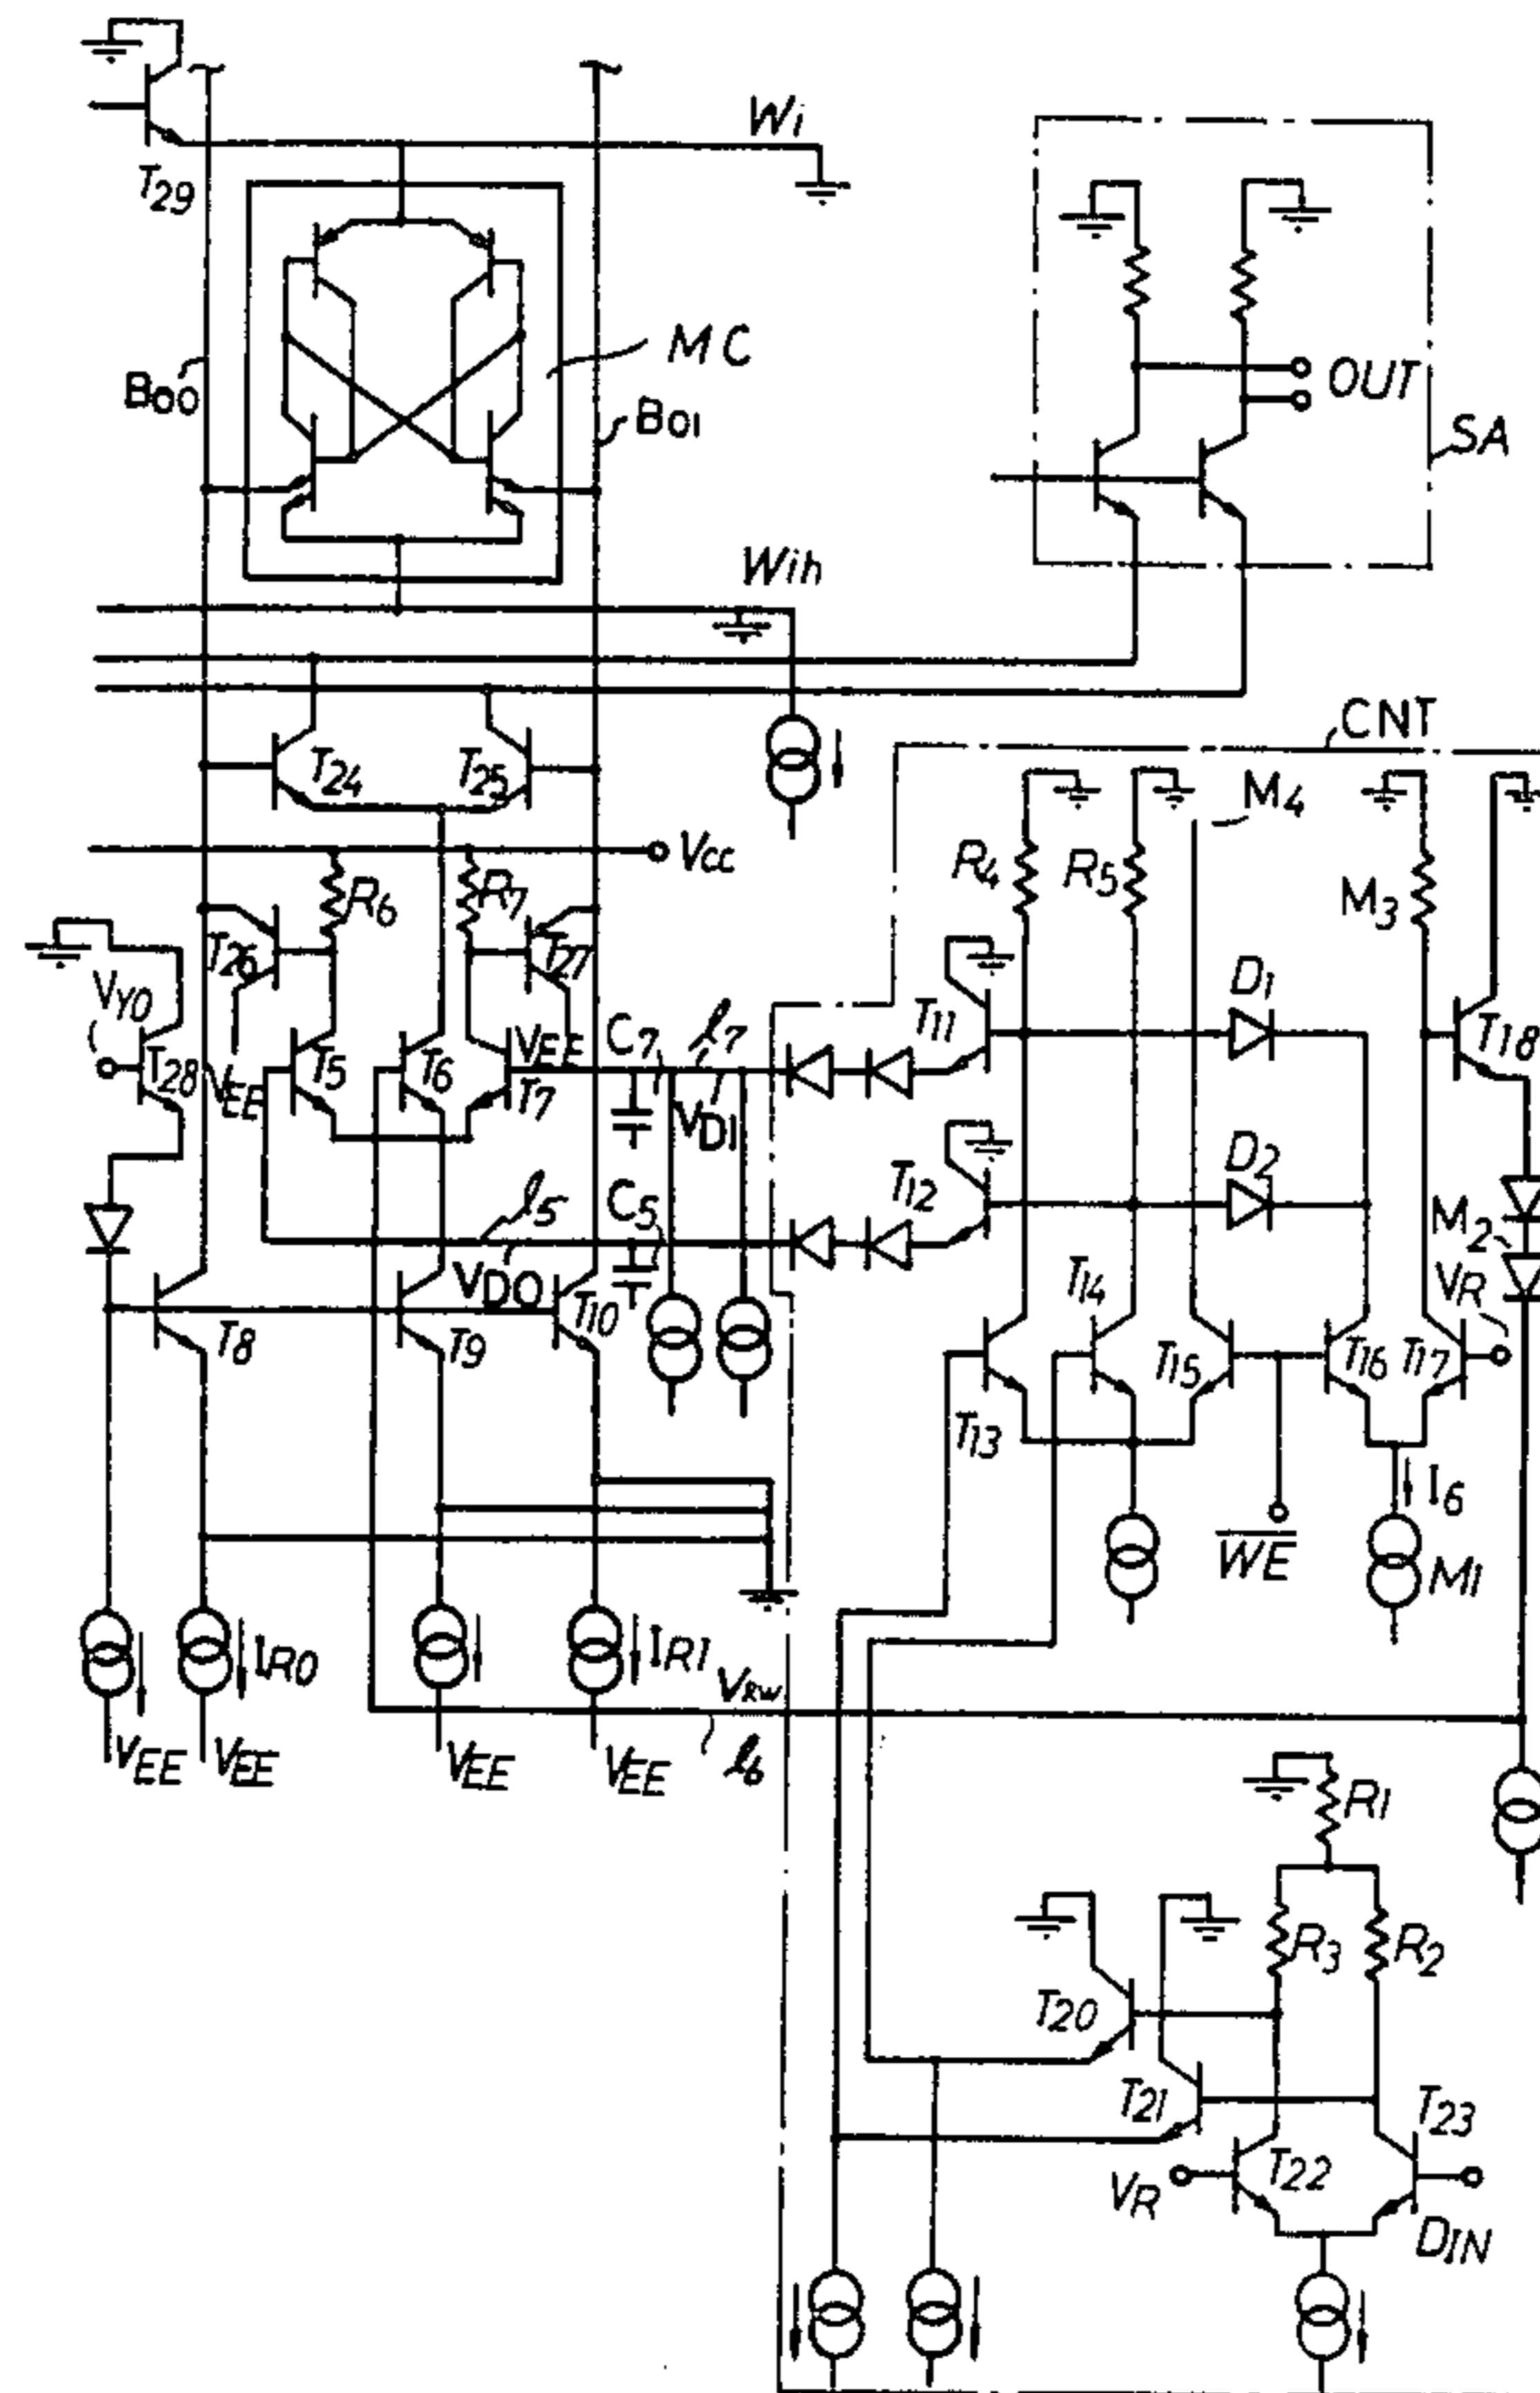 Wi
T29
MC
B00
B01
OUT
SA
Wih
CNT
T24
T25
M4
VCC
R4
R5
M3
R6
R7
T26
T27
VY0
T28
VEE
T5
T6
VEE
T7
C7
l7
VD1
T11
D1
T18
l5
C5
VD0
T12
D2
M2
VR
T8
T9
T10
T14
T13
T15
T16
T17
I6
WE
M1
IR0
IR1
VRW
VEE
VEE
VEE
VEE
l6
R1
R3
R2
T20
T21
T23
T22
VR
DIN